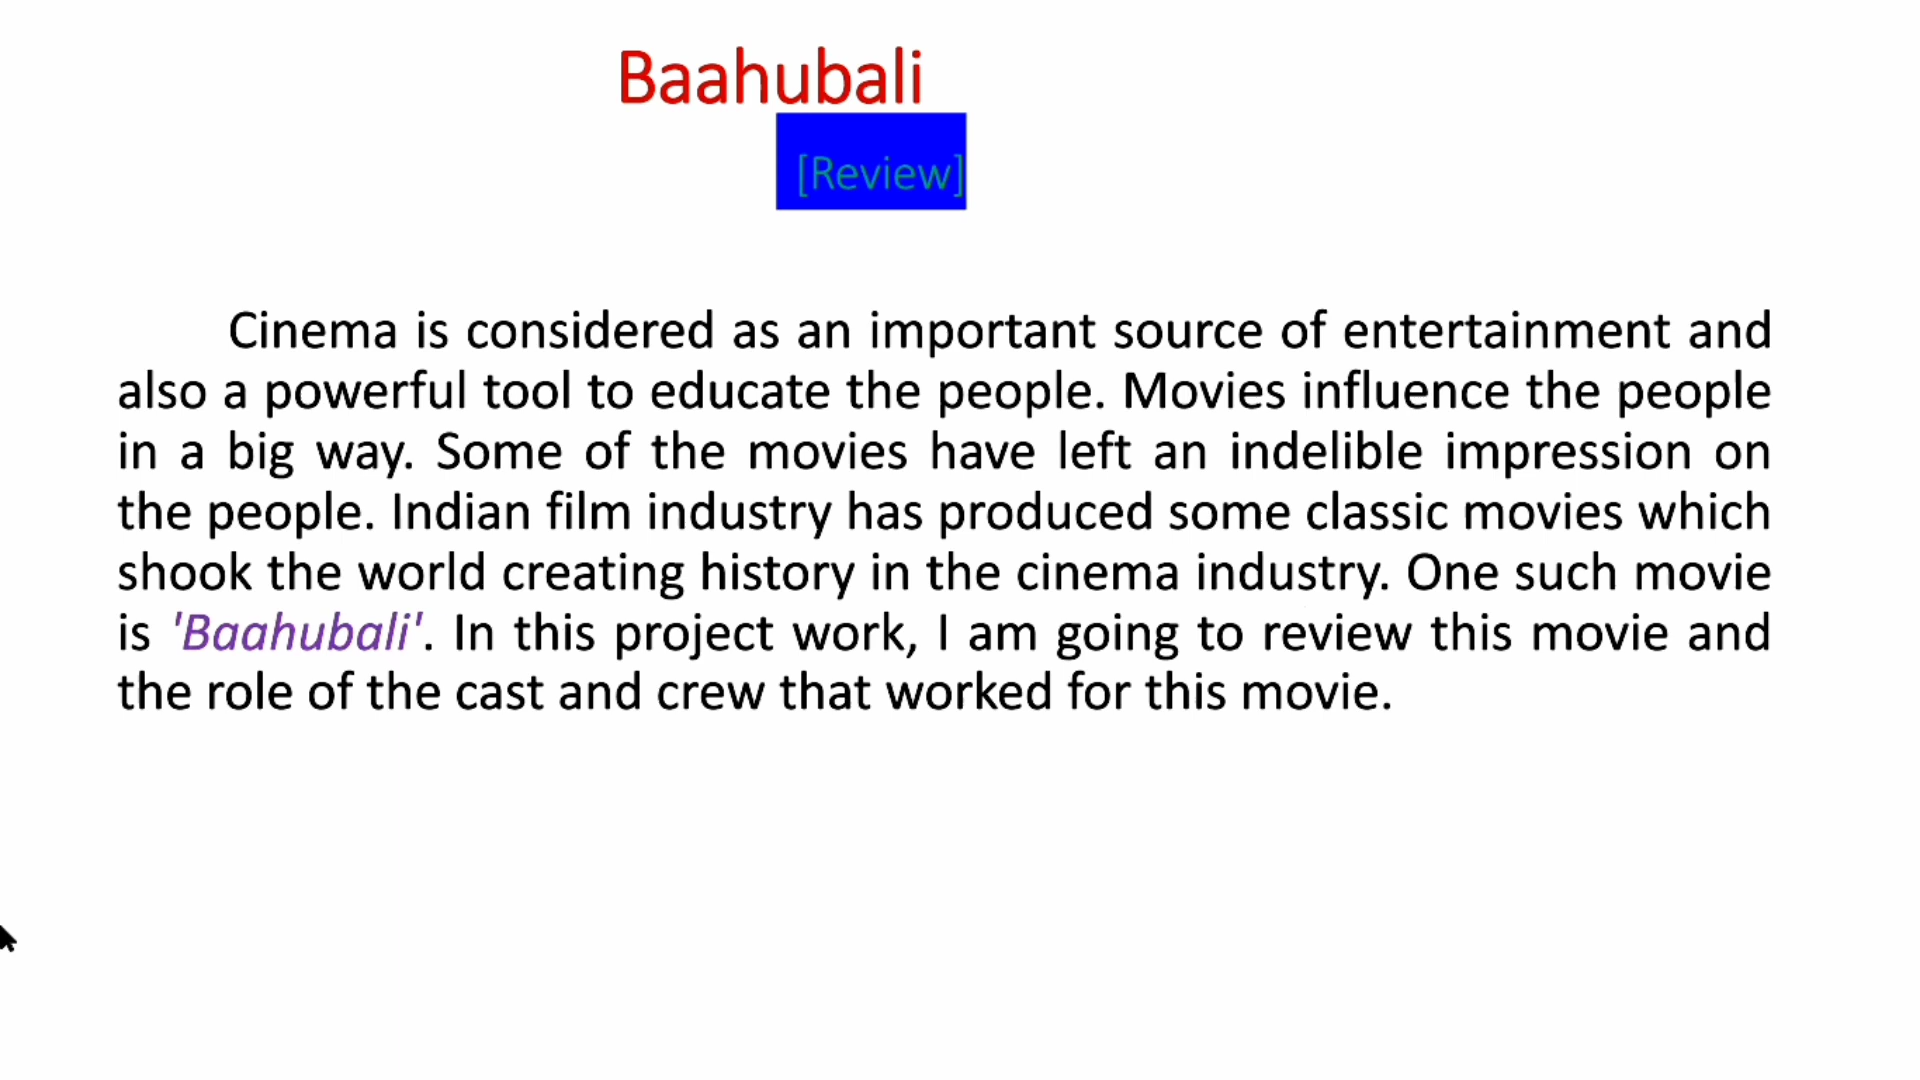 Baahubali
[Review]
Cinema is considered as an important source of entertainment and
also a powerful tool to educate the people. Movies influence the people
in a big way. Some of the movies have left an indelible impression on
the people. Indian film industry has produced some classic movies which
shook the world creating history in the cinema industry. One such movie
is 'Baahubali'. In this project work, I am going to review this movie and
the role of the cast and crew that worked for this movie.